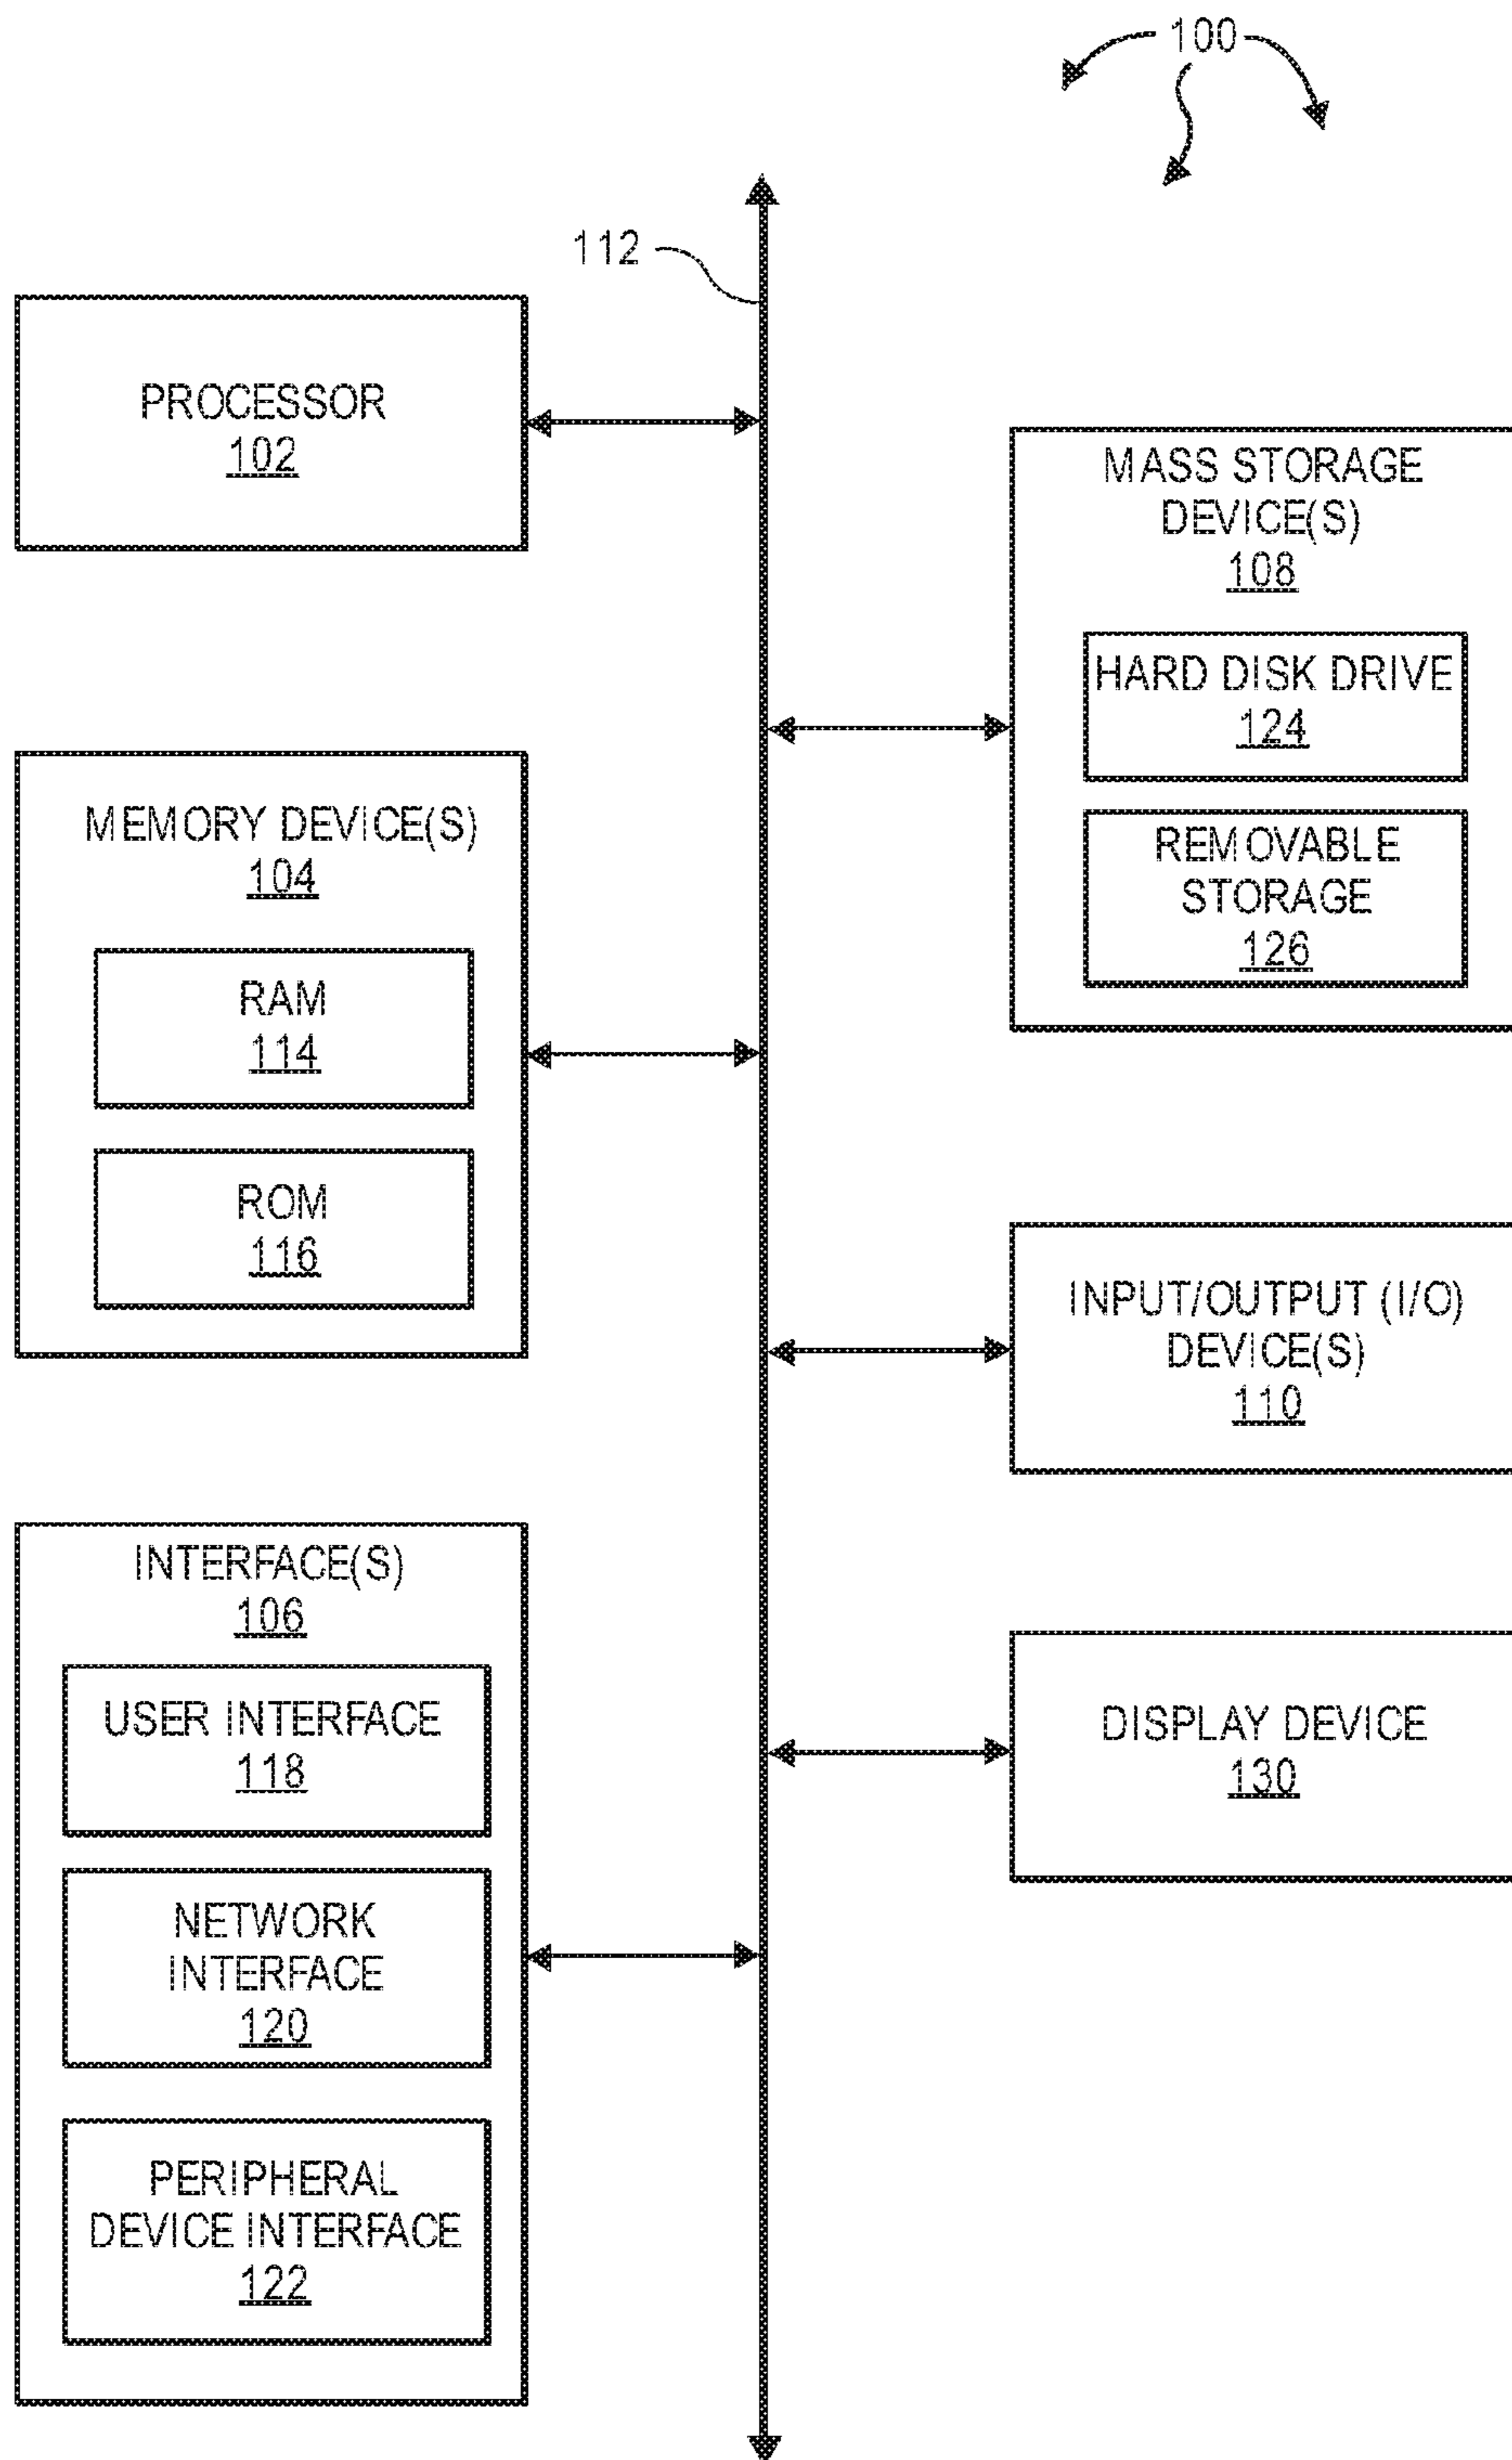 100
112
PROCESSOR
102
MEMORY DEVICE(S)
104
RAM
114
ROM
116
INTERFACE(S)
106
USER INTERFACE
118
NETWORK
INTERFACE
120
PERIPHERAL
DEVICE INTERFACE
122
MASS STORAGE
DEVICE(S)
108
HARD DISK DRIVE
124
REMOVABLE
STORAGE
126
INPUT/OUTPUT (I/O)
DEVICE(S)
110
DISPLAY DEVICE
130